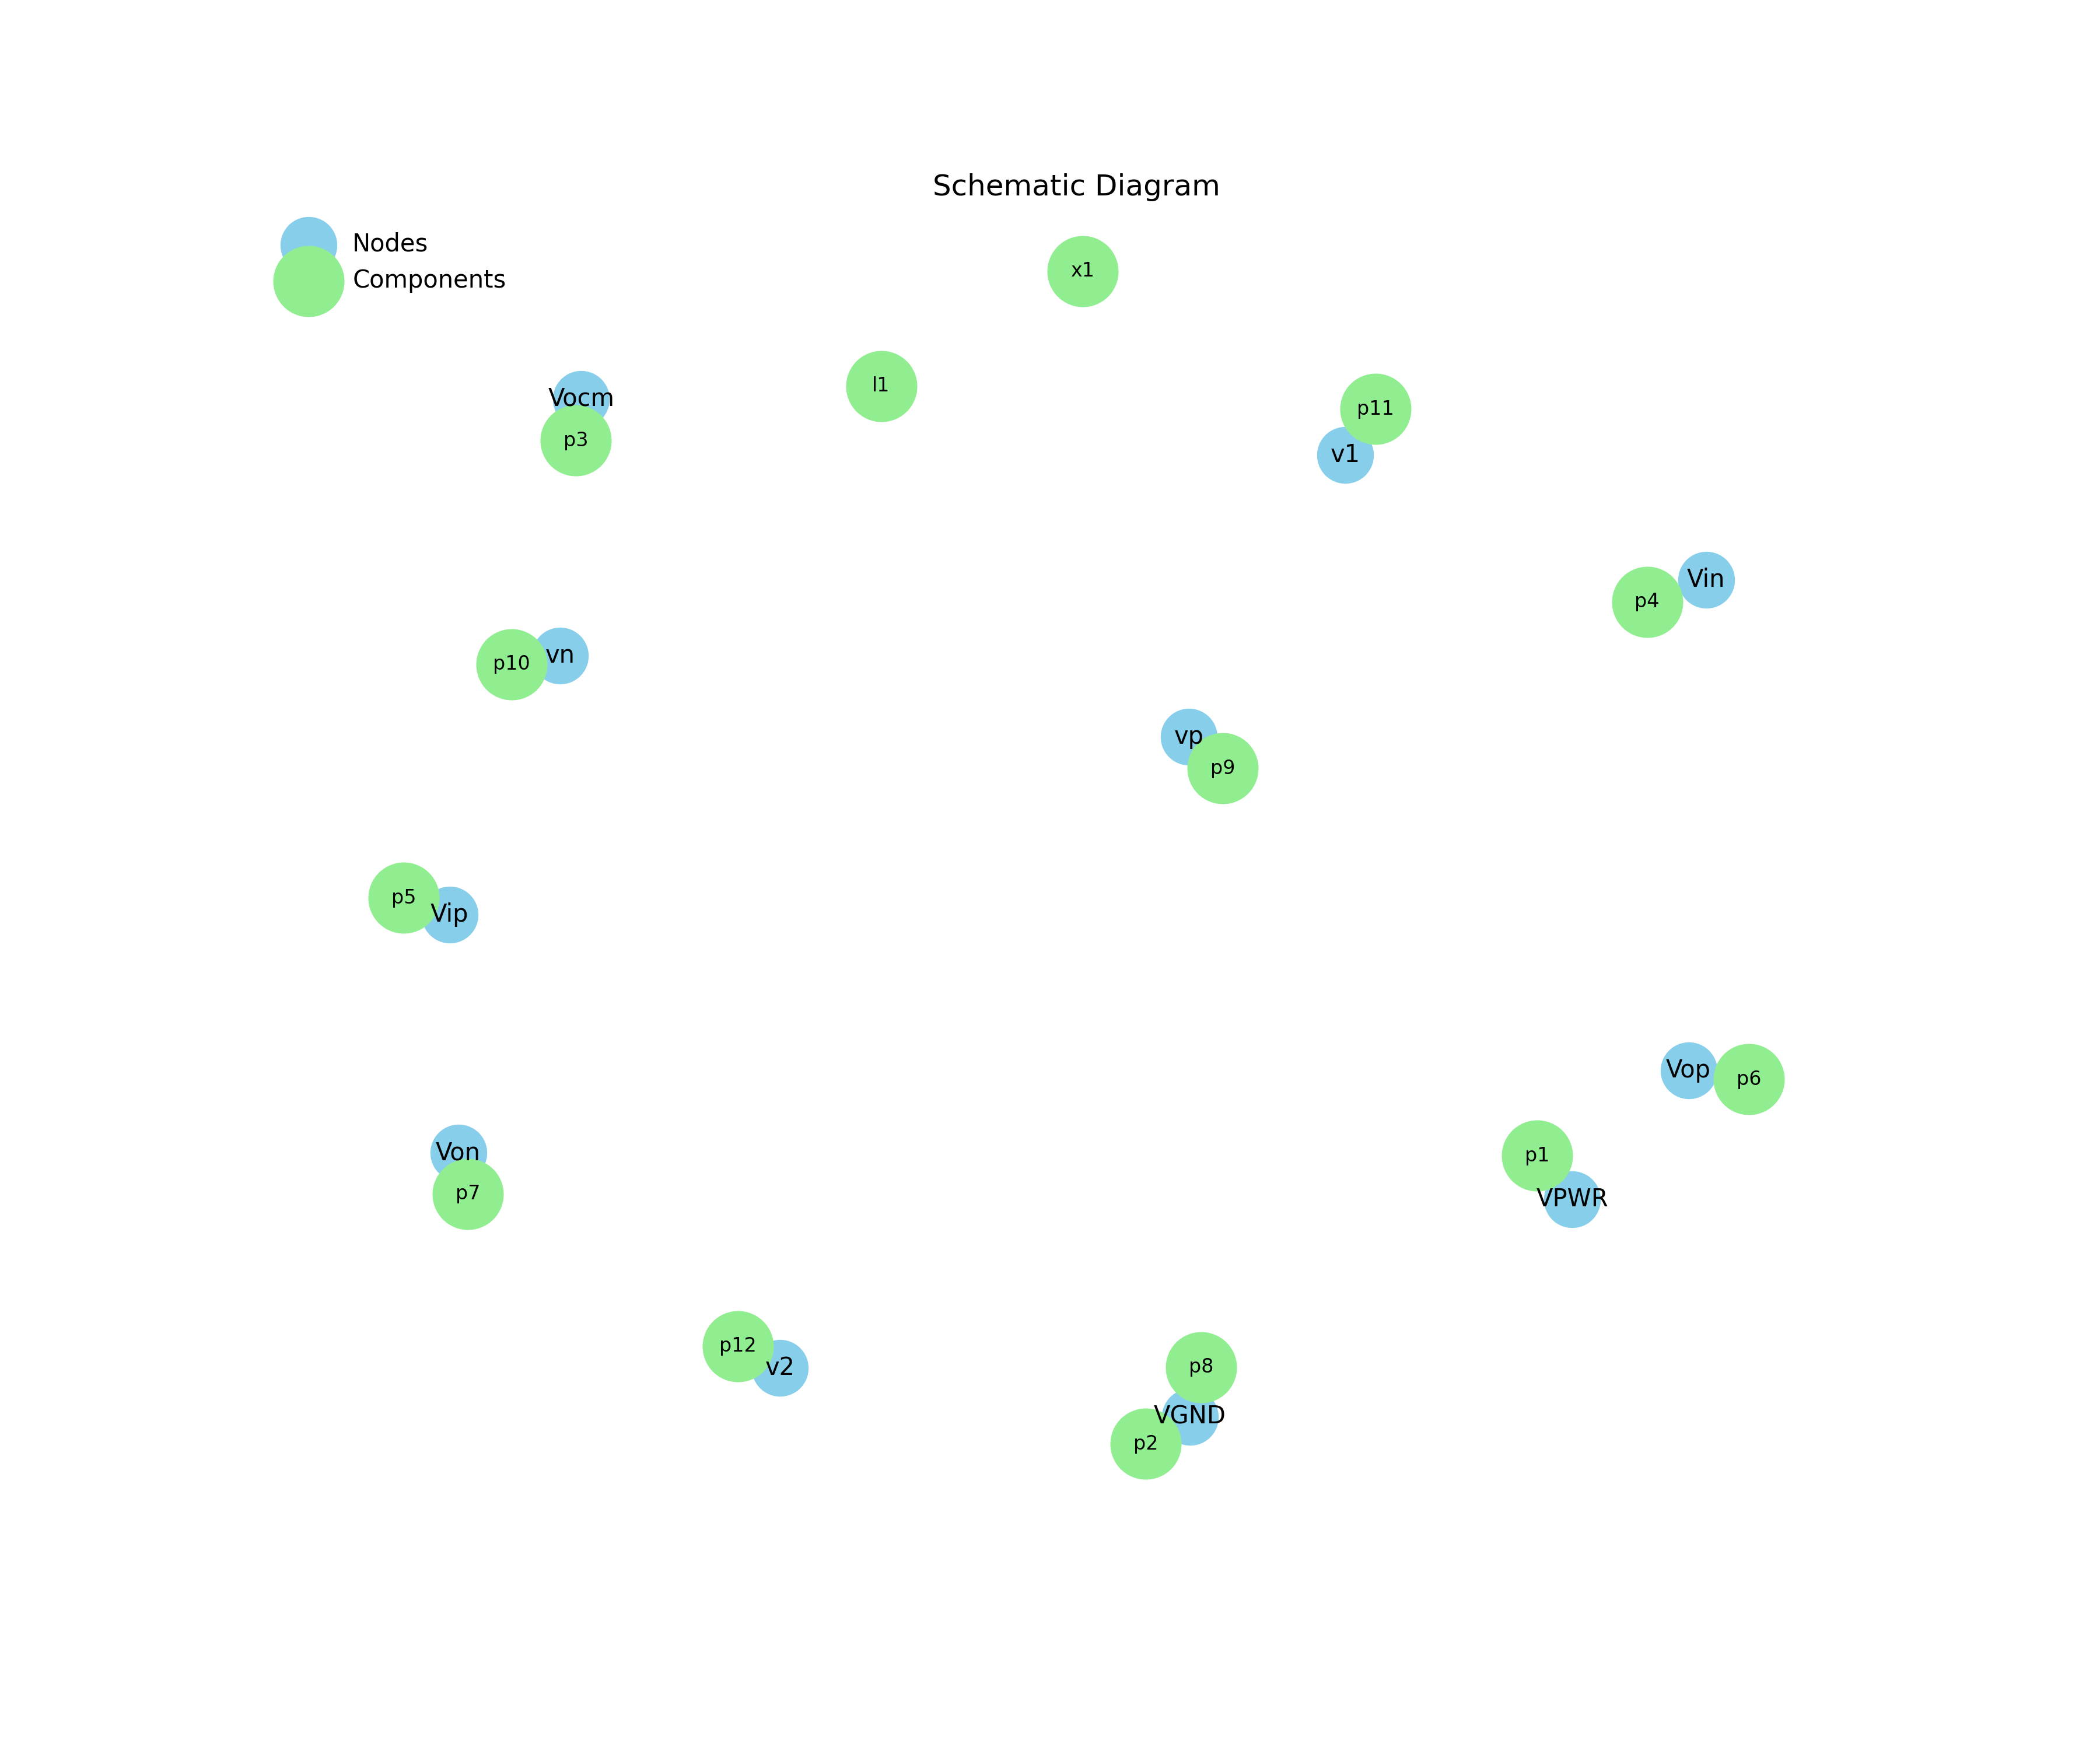 Schematic Diagram
Nodes
Components
x1
l1
Vocm
p3
p11
v1
Vin
p4
p10
vn
vp
p9
p5
Vip
Vop
p6
Von
p7
p1
VPWR
p12
v2
p8
VGND
p2